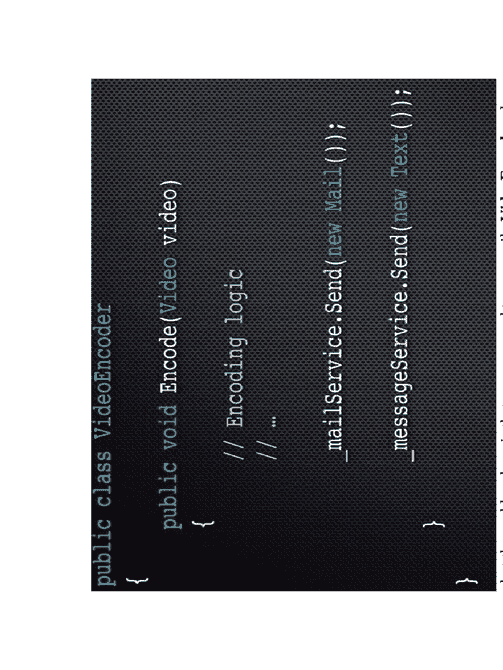 public class VideoEncoder
{
public void Encode(Video video)
{
// Encoding logic
// …
_mailService.Send(new Mail());
_messageService.Send(new Text());
}
}